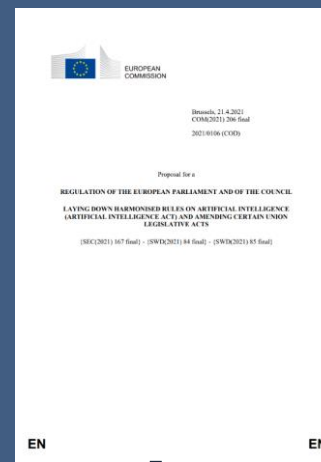 EUROPEAN
COMMISSION
Brussels, 21.4.2021
COM(2021) 206 final
2021/0106 (COD)
Proposal for a
REGULATION OF THE EUROPEAN PARLIAMENT AND OF THE COUNCIL
LAYING DOWN HARMONISED RULES ON ARTIFICIAL INTELLIGENCE
(ARTIFICIAL INTELLIGENCE ACT) AND AMENDING CERTAIN UNION
LEGISLATIVE ACTS
{SEC(2021) 167 final} - {SWD(2021) 84 final} - {SWD(2021) 85 final}
EN EN